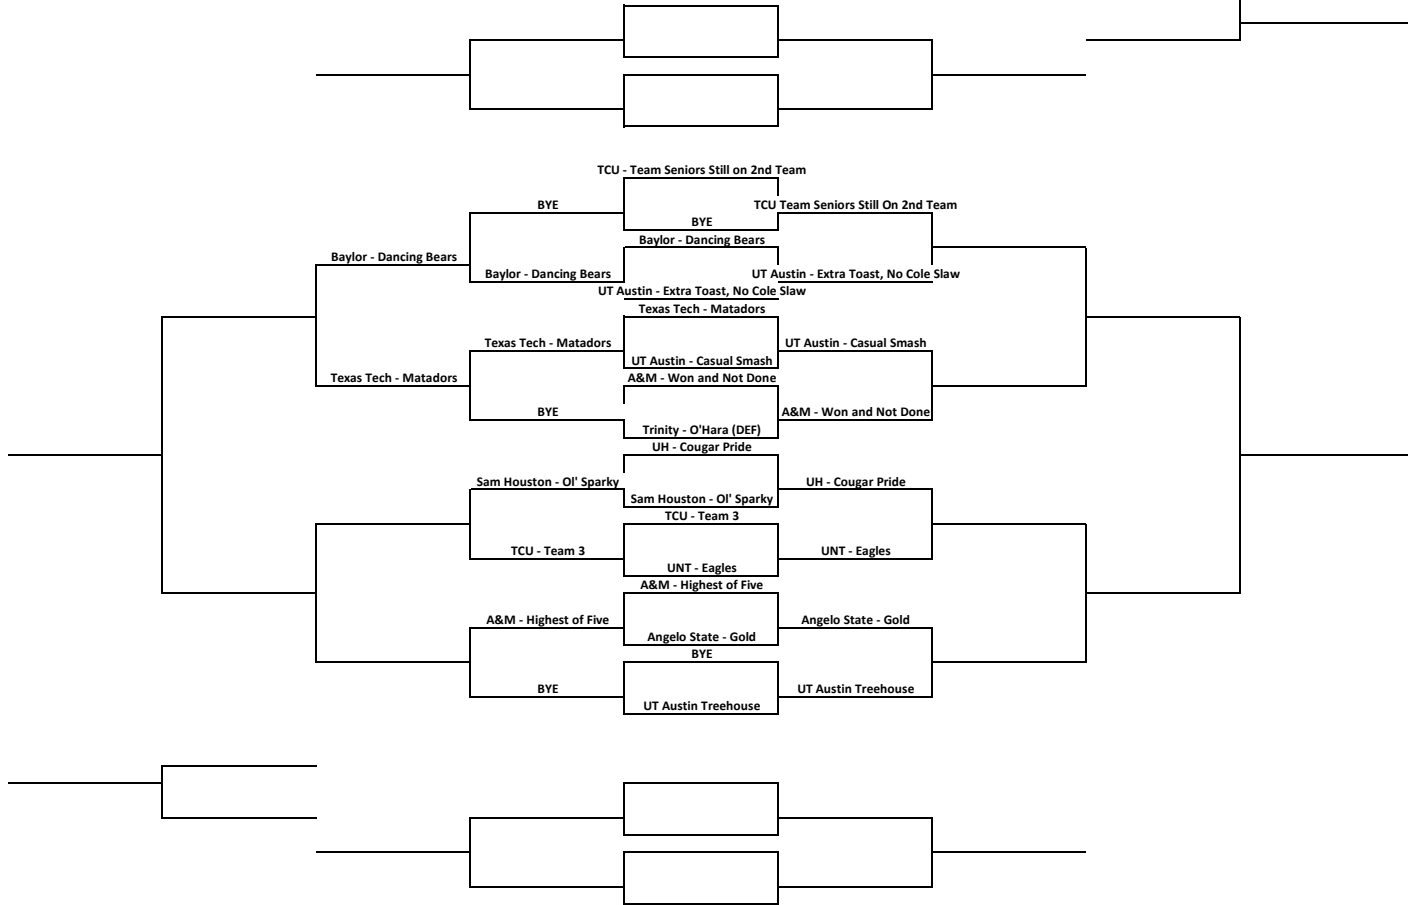 TCU - Team Seniors Still on 2nd Team
BYE
TCU Team Seniors Still On 2nd Team
BYE
Baylor - Dancing Bears
Baylor - Dancing Bears
Baylor - Dancing Bears
UT Austin - Extra Toast, No Cole Slaw
UT Austin - Extra Toast, No Cole Slaw
Texas Tech - Matadors
Texas Tech - Matadors
UT Austin - Casual Smash
UT Austin - Casual Smash
Texas Tech - Matadors
A&M - Won and Not Done
BYE
A&M - Won and Not Done
Trinity - O'Hara (DEF)
UH - Cougar Pride
Sam Houston - Ol' Sparky
UH - Cougar Pride
Sam Houston - Ol' Sparky
TCU - Team 3
TCU - Team 3
UNT - Eagles
UNT - Eagles
A&M - Highest of Five
A&M - Highest of Five
Angelo State - Gold
Angelo State - Gold
BYE
BYE
UT Austin Treehouse
UT Austin Treehouse